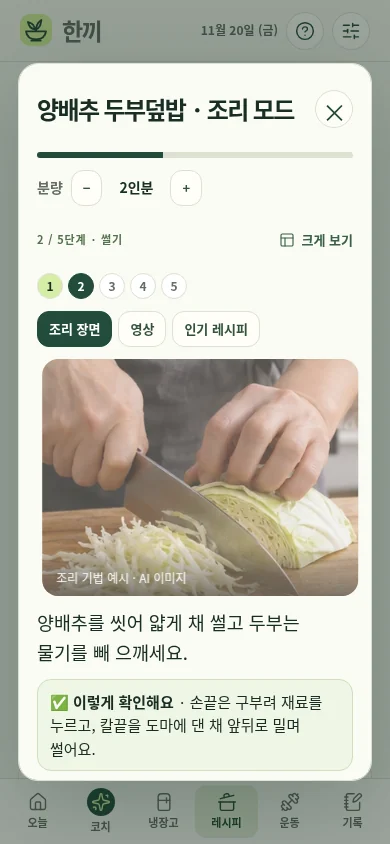 한끼
11월 20일 (금)
양배추 두부덮밥 · 조리 모드
분량 − 2인분 +
2 / 5단계 · 썰기
크게 보기
1 2 3 4 5
조리 장면 영상 인기 레시피
조리 기법 예시 · AI 이미지
양배추를 씻어 얇게 채 썰고 두부는
물기를 빼 으깨세요.
✅ 이렇게 확인해요 · 손끝은 구부려 재료를
누르고, 칼끝을 도마에 댄 채 앞뒤로 밀며
썰어요.
오늘 코치 냉장고 레시피 운동 기록